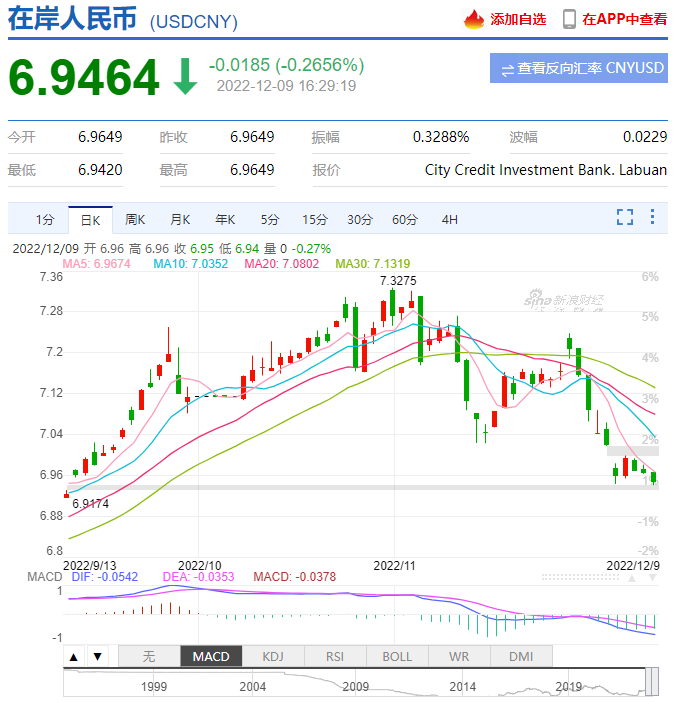 在岸人民币 (USDCNY)
添加自选 在APP中查看
6.9464 -0.0185 (-0.2656%)
2022-12-09 16:29:19
查看反向汇率 CNYUSD
今开 6.9649 昨收 6.9649 振幅 0.3288% 波幅 0.0229
最低 6.9420 最高 6.9649 报价 City Credit Investment Bank. Labuan
1分 日K 周K 月K 年K 5分 15分 30分 60分 4H
2022/12/09 开 6.96 高 6.96 收 6.95 低 6.94 量 0 -0.27%
MA5: 6.9674 MA10: 7.0352 MA20: 7.0802 MA30: 7.1319
7.36 6%
7.3275
sina 新浪财经
7.28 5%
7.2 4%
7.12 3%
7.04 2%
6.96
6.9174
6.88 -1%
6.8 -2%
2022/9/13 2022/10 2022/11 2022/12/9
MACD DIF: -0.0542 DEA: -0.0353 MACD: -0.0378
1
-1
▲ ▼ 无 MACD KDJ RSI BOLL WR DMI
1999 2004 2009 2014 2019